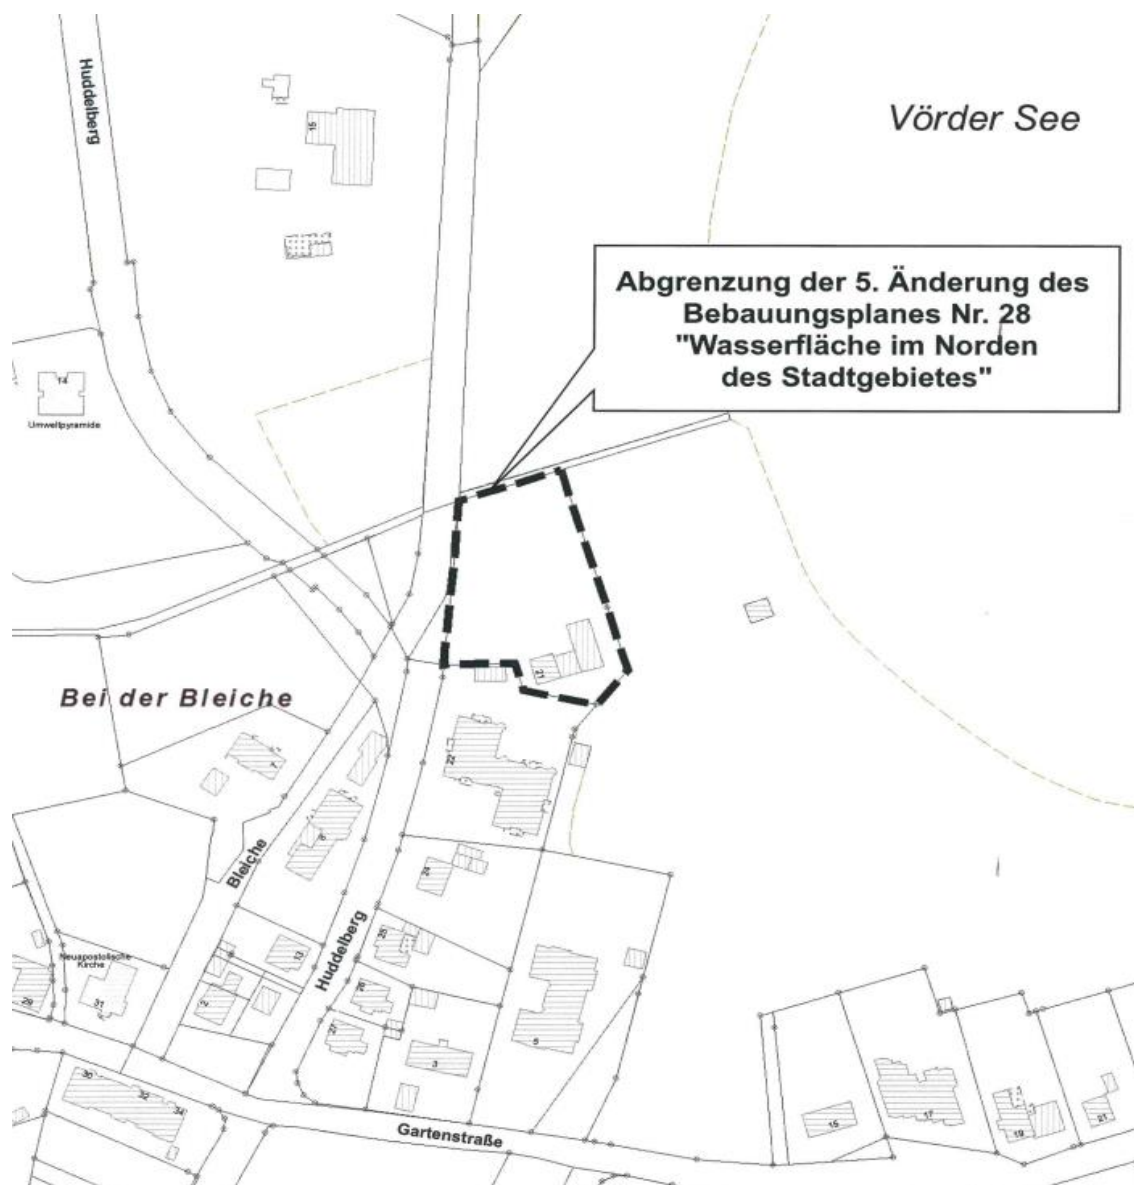 Huddelberg
15
Vörder See
Abgrenzung der 5. Änderung des
Bebauungsplanes Nr. 28
"Wasserfläche im Norden
des Stadtgebietes"
14
Umweltpyramide
21
Bei der Bleiche
22
7
Bleiche
24
Huddelberg
25
13
Neuapostolische
Kirche
31
29
2
26
27
3
5
30
32
34
Gartenstraße
15
17
19
21